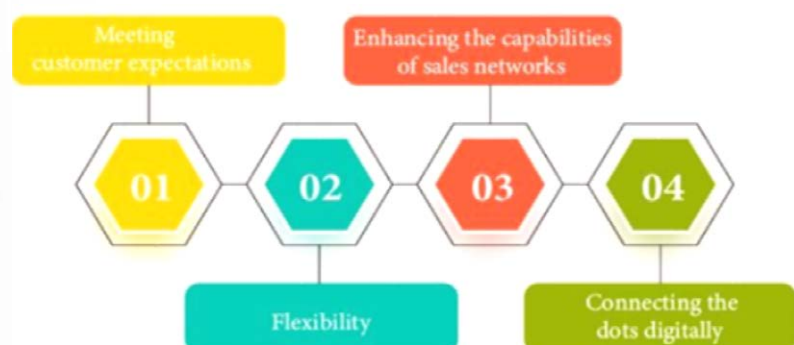 Meeting
customer expectations
Enhancing the capabilities
of sales networks
01
02
03
04
Flexibility
Connecting the
dots digitally